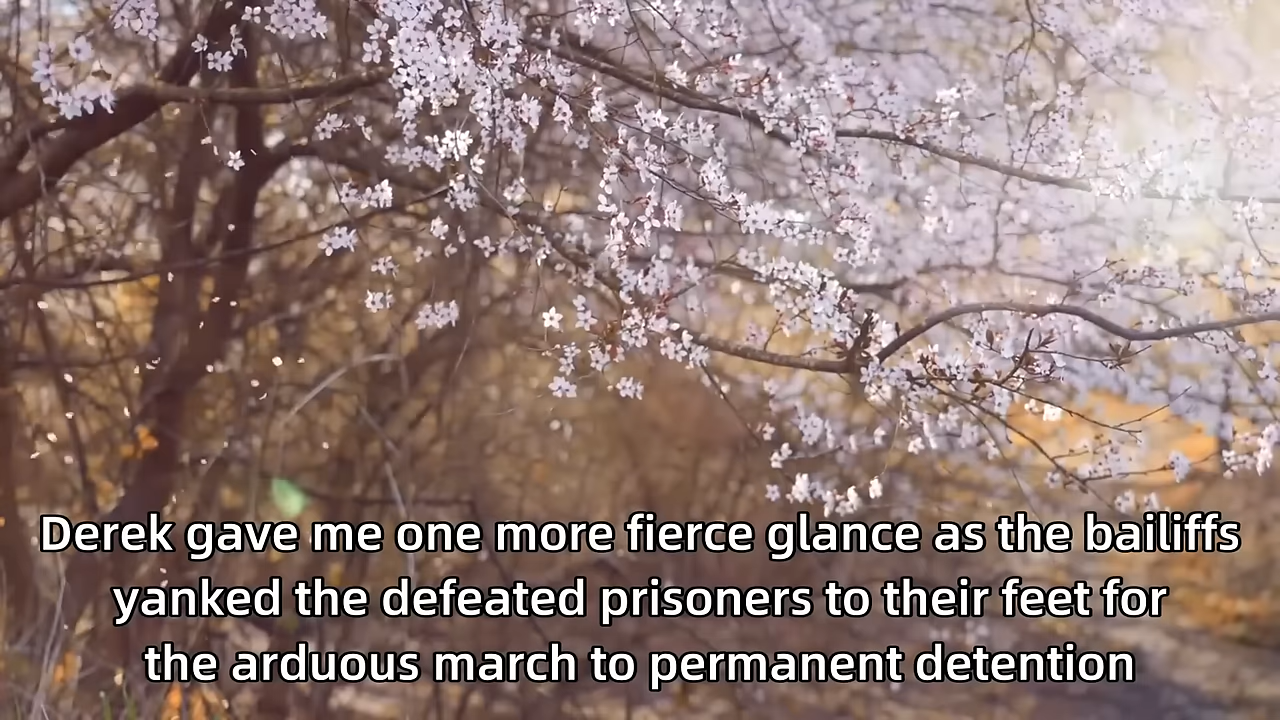 Derek gave me one more fierce glance as the bailiffs
yanked the defeated prisoners to their feet for
the arduous march to permanent detention